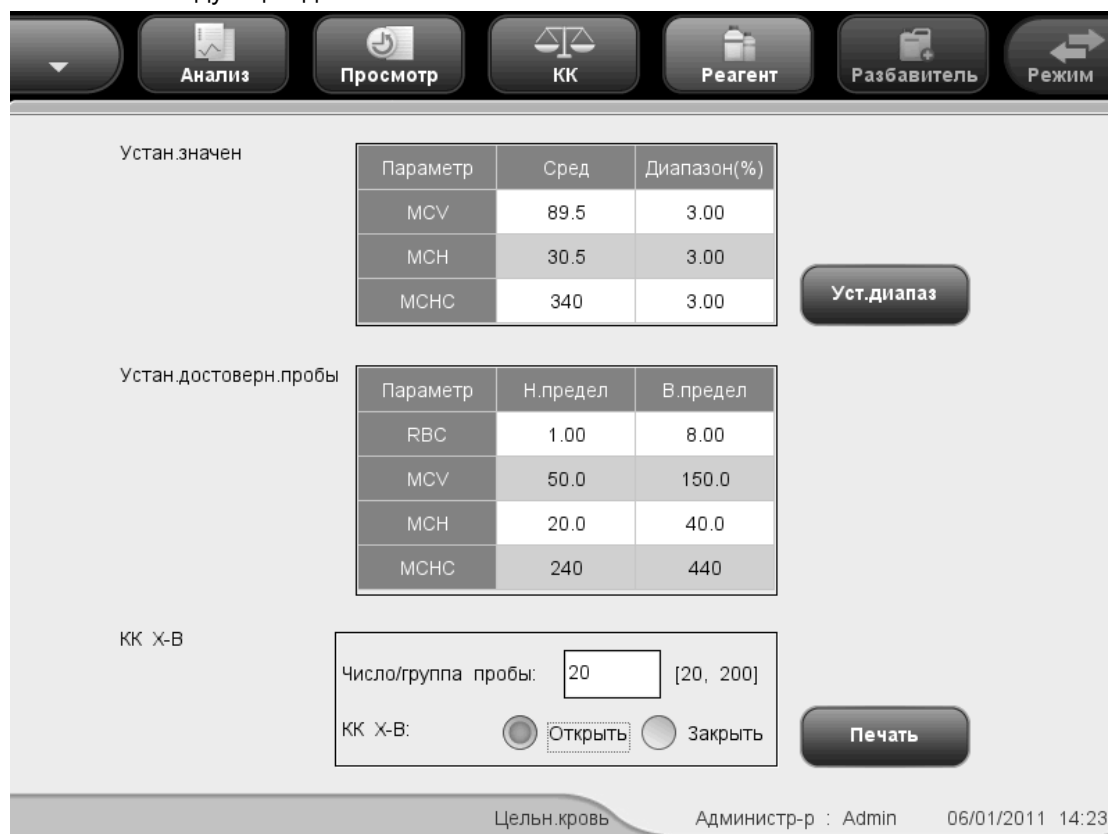 Анализ Просмотр КК Реагент Разбавитель Режим
Устан.значен
Параметр Сред Диапазон(%)
MCV 89.5 3.00
MCH 30.5 3.00
MCHC 340 3.00
Уст.диапаз
Устан.достоверн.пробы
Параметр Н.предел В.предел
RBC 1.00 8.00
MCV 50.0 150.0
MCH 20.0 40.0
MCHC 240 440
КК X-B
Число/группа пробы: 20 [20, 200]
КК X-B: Открыть Закрыть
Печать
Цельн.кровь Администр-р : Admin 06/01/2011 14:23